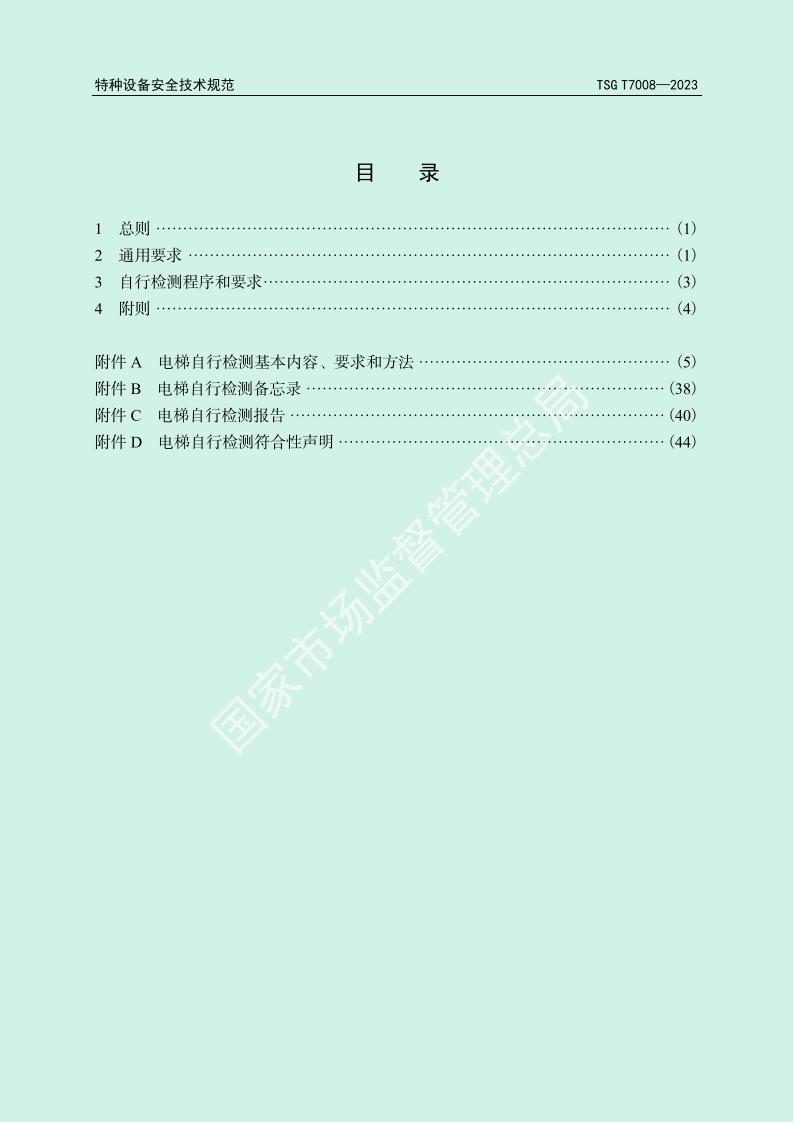 特种设备安全技术规范 TSG T7008—2023
目 录
1 总则 ………………………………………………………………………… (1)
2 通用要求 ………………………………………………………………………… (1)
3 自行检测程序和要求………………………………………………………… (3)
4 附则 ………………………………………………………………………… (4)
附件 A 电梯自行检测基本内容、要求和方法 ………………………………… (5)
附件 B 电梯自行检测备忘录 ………………………………………………… (38)
附件 C 电梯自行检测报告 …………………………………………………… (40)
附件 D 电梯自行检测符合性声明 …………………………………………… (44)
国家市场监督管理总局